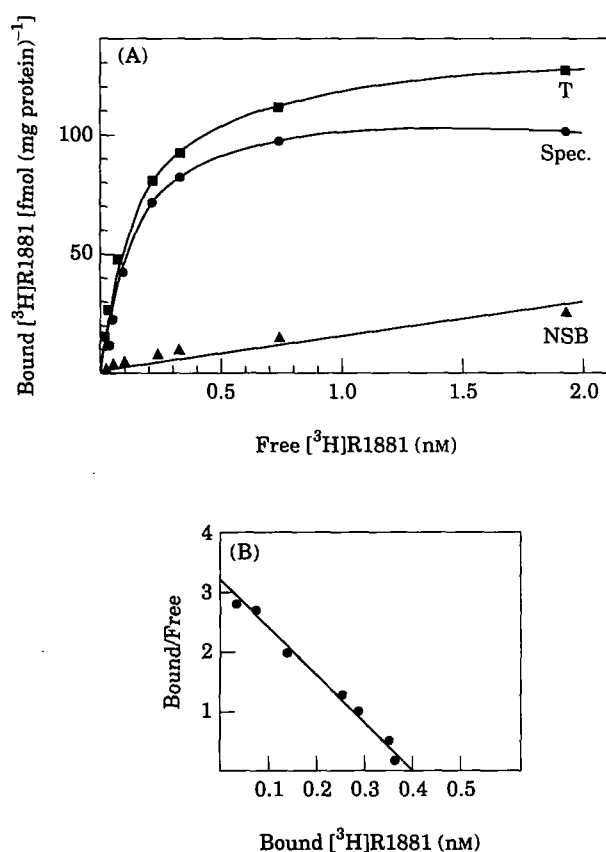 (A)
Bound [³H]R1881 [fmol (mg protein)⁻¹]
100
50
T
Spec.
NSB
0.5
1.0
1.5
2.0
Free [³H]R1881 (nM)
(B)
Bound/Free
4
3
2
1
0.1
0.2
0.3
0.4
0.5
Bound [³H]R1881 (nM)